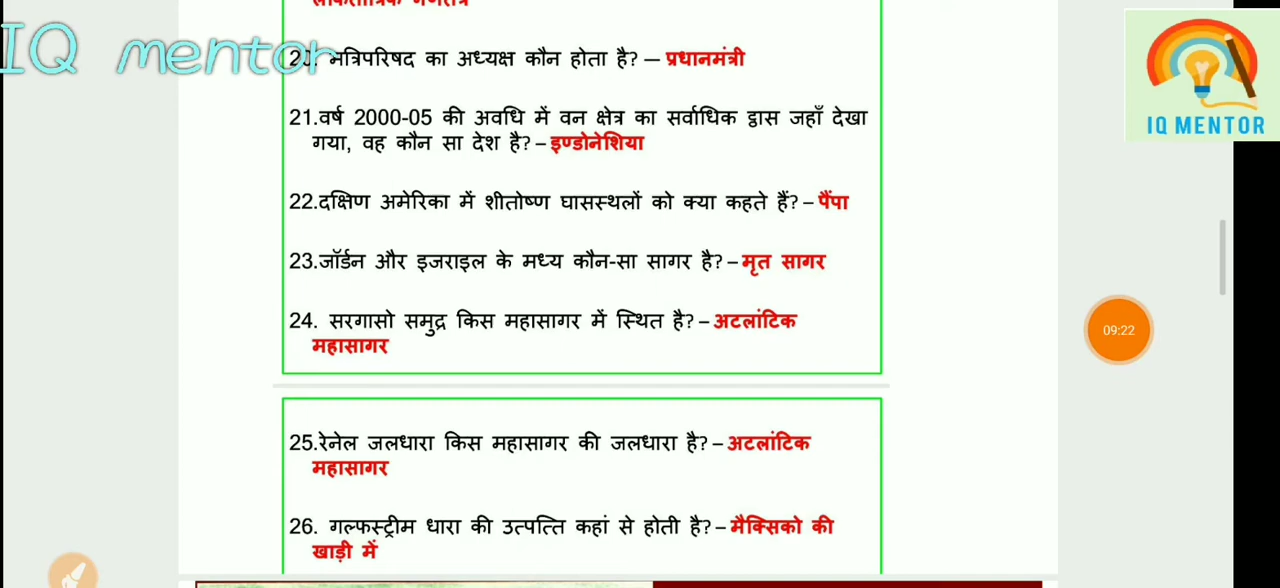 लोकतांत्रिक गणतंत्र
IQ mentor
20. मंत्रिपरिषद का अध्यक्ष कौन होता है? – प्रधानमंत्री
21.वर्ष 2000-05 की अवधि में वन क्षेत्र का सर्वाधिक ह्रास जहाँ देखा
गया, वह कौन सा देश है? – इण्डोनेशिया
22.दक्षिण अमेरिका में शीतोष्ण घासस्थलों को क्या कहते हैं? – पैंपा
23.जॉर्डन और इजराइल के मध्य कौन-सा सागर है? – मृत सागर
24. सरगासो समुद्र किस महासागर में स्थित है? – अटलांटिक
महासागर
25.रेनेल जलधारा किस महासागर की जलधारा है? – अटलांटिक
महासागर
26. गल्फस्ट्रीम धारा की उत्पत्ति कहां से होती है? – मैक्सिको की
खाड़ी में
IQ MENTOR
09:22